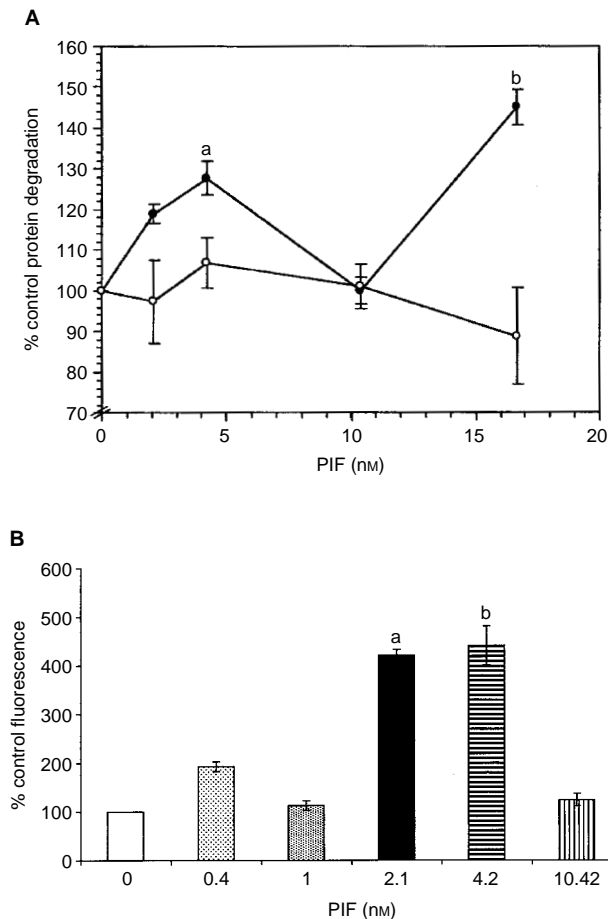 A
160
150
140
130
120
110
100
90
80
70
% control protein degradation
a
b
0
5
10
15
20
PIF (nM)
B
600
500
400
300
200
100
0
% control fluorescence
a
b
0
0.4
1
2.1
4.2
10.42
PIF (nM)